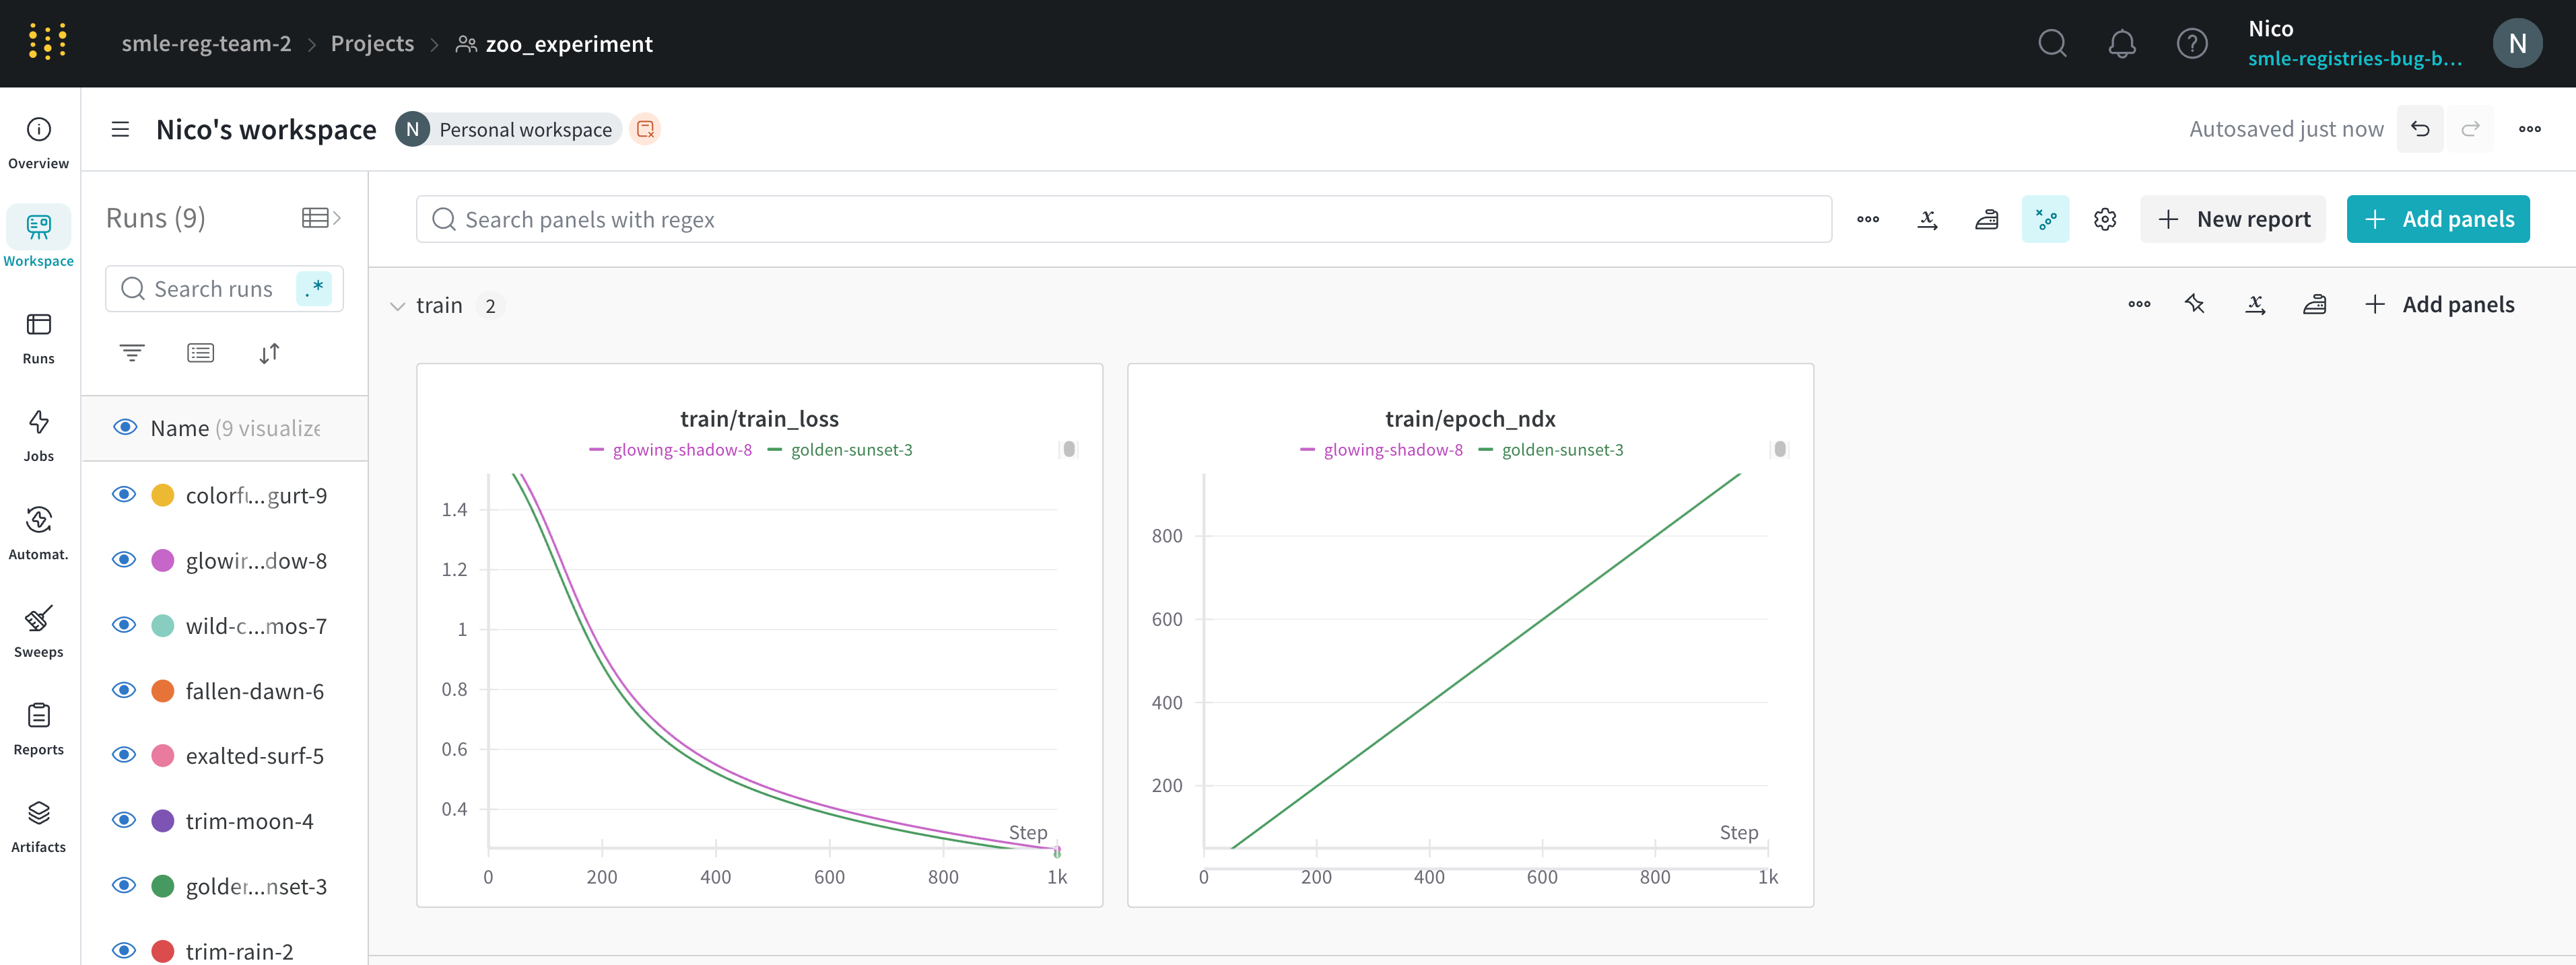 smle-reg-team-2 > Projects > zoo_experiment
Nico
smle-registries-bug-b...
N
Nico's workspace
N Personal workspace
Autosaved just now
Overview
Workspace
Runs
Jobs
Automat.
Sweeps
Reports
Artifacts
Runs (9)
Search runs .*
Name (9 visualize
colorfu...gurt-9
glowir...dow-8
wild-c...mos-7
fallen-dawn-6
exalted-surf-5
trim-moon-4
golder...nset-3
trim-rain-2
Search panels with regex
x
+ New report
+ Add panels
train 2
x
+ Add panels
train/train_loss
glowing-shadow-8 golden-sunset-3
1.4
1.2
1
0.8
0.6
0.4
Step
0 200 400 600 800 1k
train/epoch_ndx
glowing-shadow-8 golden-sunset-3
800
600
400
200
Step
0 200 400 600 800 1k